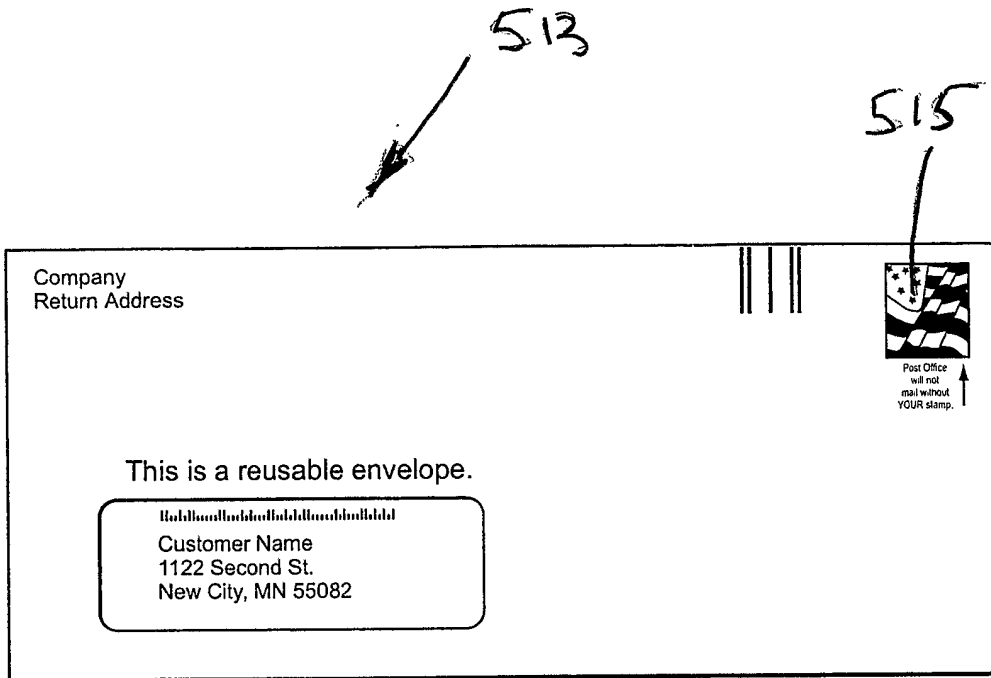 513
515
Company
Return Address
Post Office
will not
mail without
YOUR stamp.
This is a reusable envelope.
Customer Name
1122 Second St.
New City, MN 55082